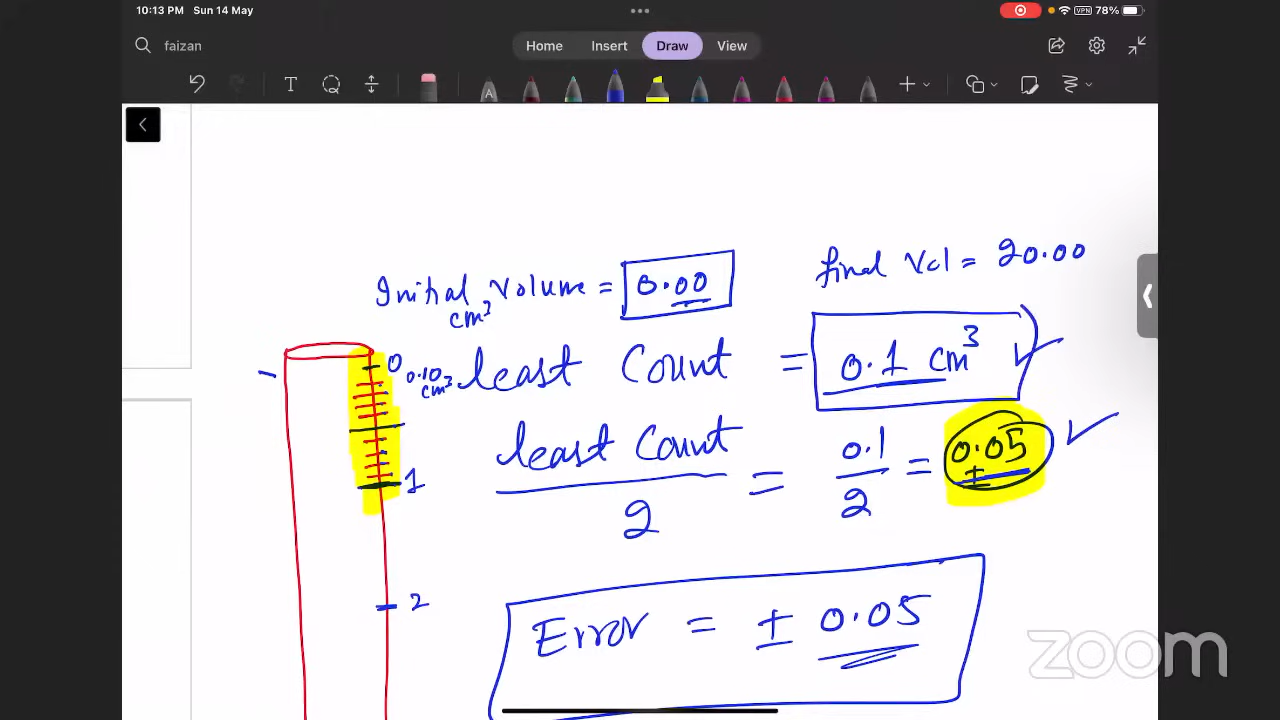 10:13 PM Sun 14 May
VPN 78%
faizan
Home Insert Draw View
T
A
Initial Volume = 0.00
cm³
final Vol = 20.00
0
0.10
cm³
least Count = 0.1 cm³
least Count / 2 = 0.1 / 2 = ± 0.05
1
2
Error = ± 0.05
zoom